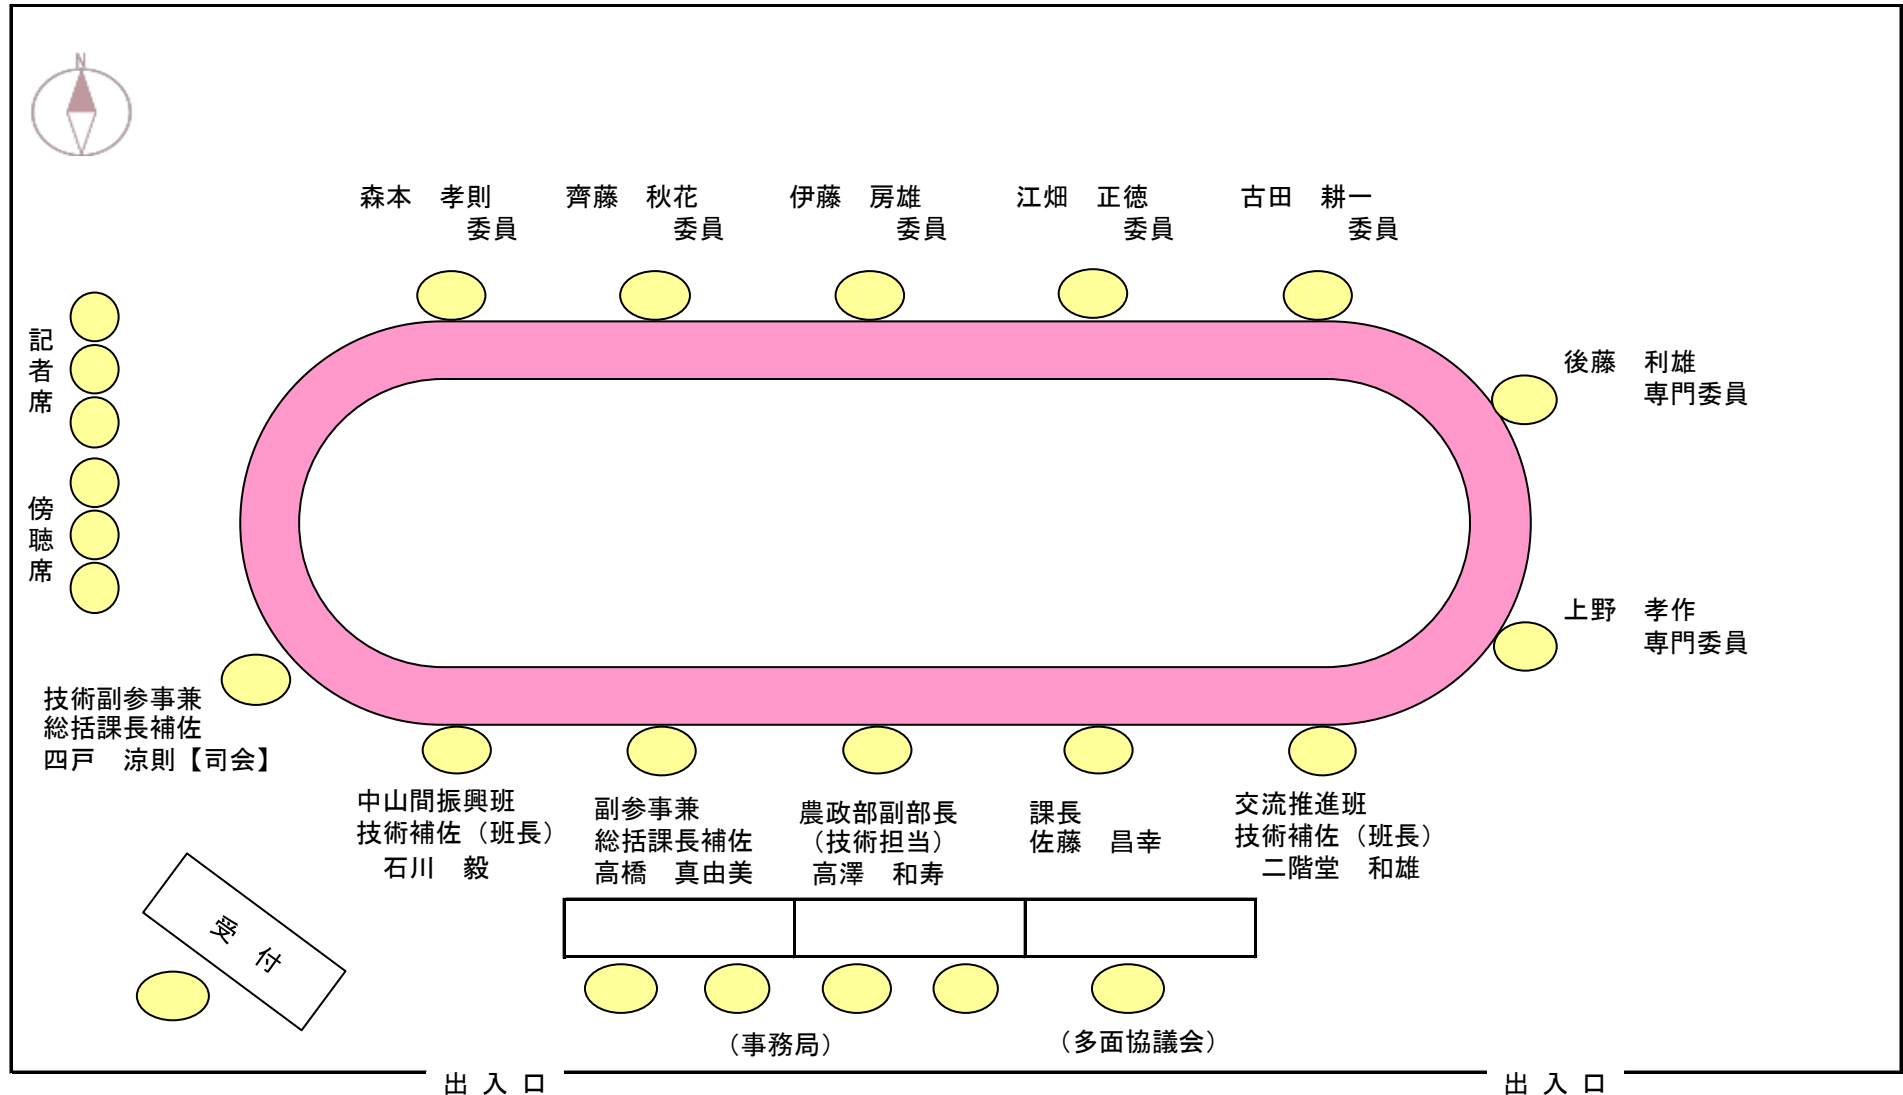 N
森本　孝則
委員
齊藤　秋花
委員
伊藤　房雄
委員
江畑　正徳
委員
古田　耕一
委員
記者席
傍聴席
後藤　利雄
専門委員
上野　孝作
専門委員
技術副参事兼
総括課長補佐
四戸　涼則【司会】
中山間振興班
技術補佐（班長）
石川　毅
副参事兼
総括課長補佐
高橋　真由美
農政部副部長
（技術担当）
高澤　和寿
課長
佐藤　昌幸
交流推進班
技術補佐（班長）
二階堂　和雄
受　付
（事務局）
（多面協議会）
出 入 口
出 入 口